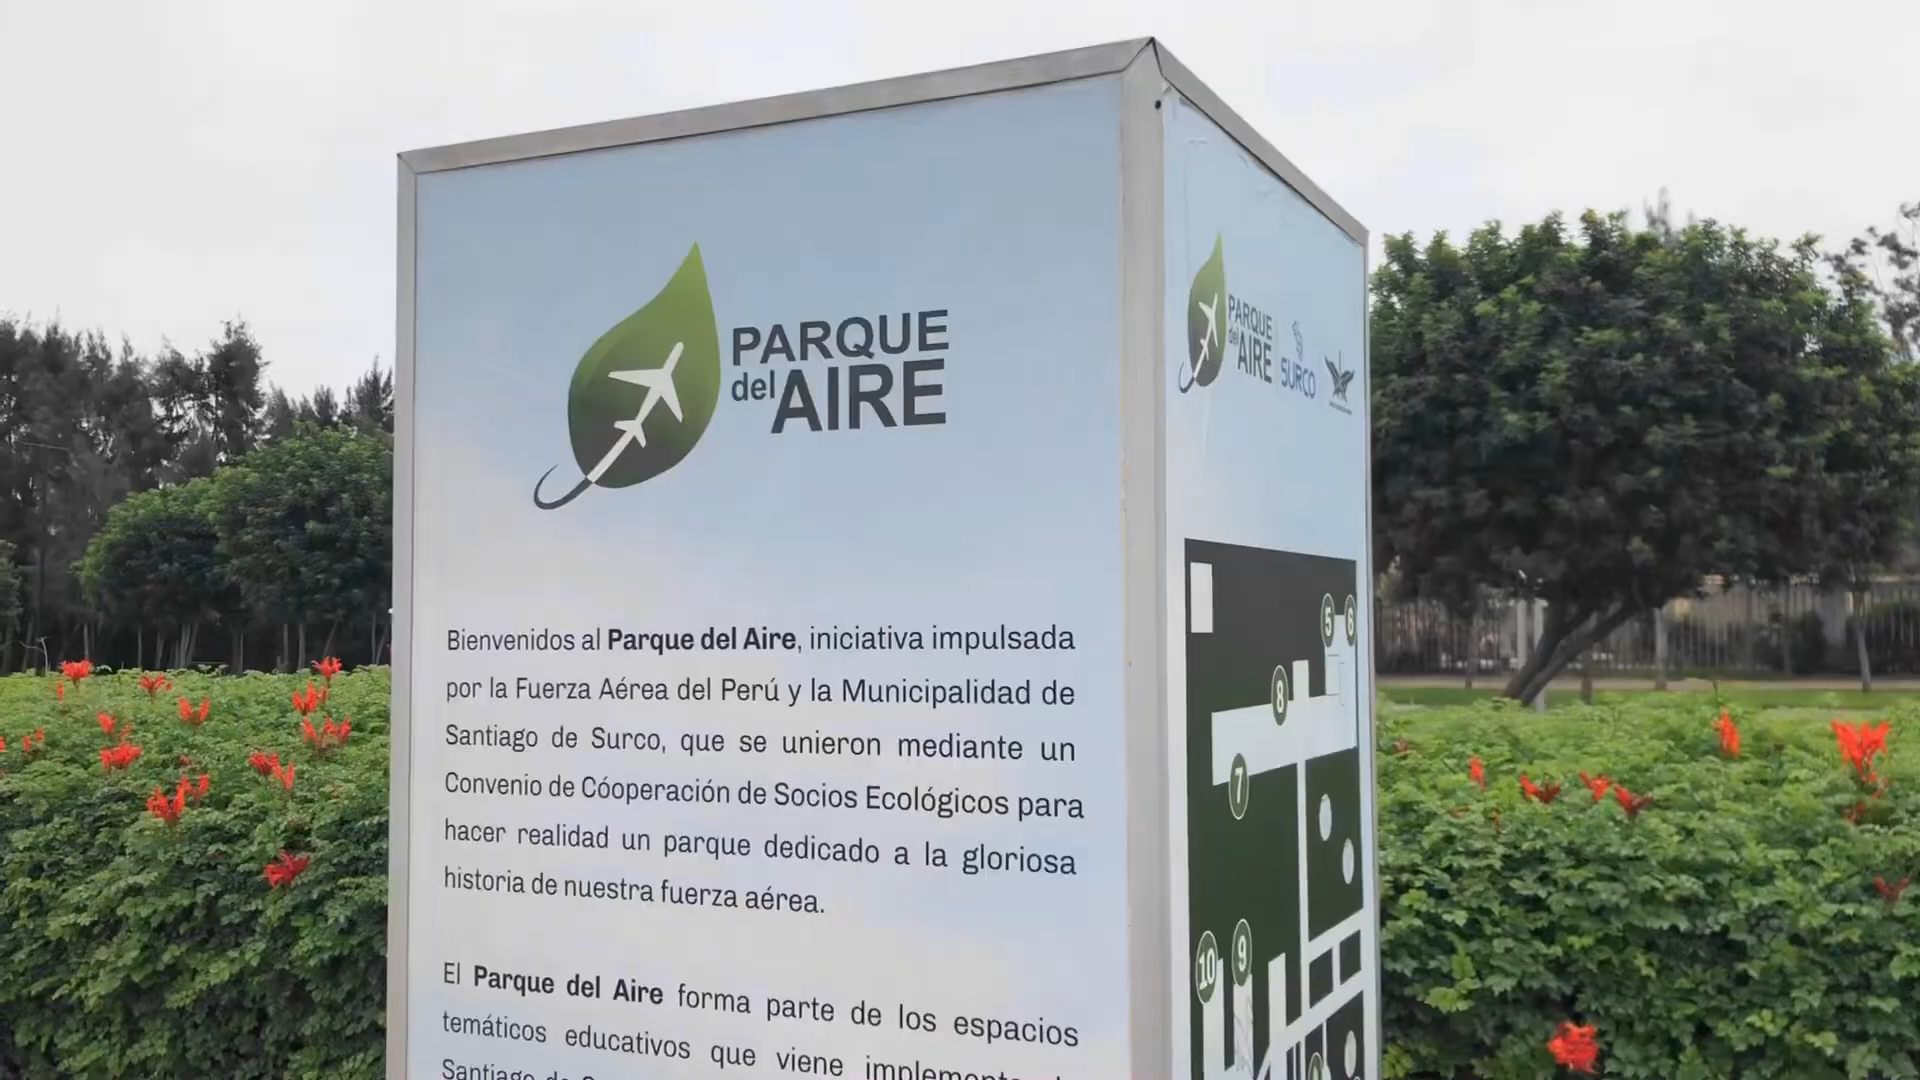 PARQUE
del AIRE
Bienvenidos al Parque del Aire, iniciativa impulsada
por la Fuerza Aérea del Perú y la Municipalidad de
Santiago de Surco, que se unieron mediante un
Convenio de Cóoperación de Socios Ecológicos para
hacer realidad un parque dedicado a la gloriosa
historia de nuestra fuerza aérea.
El Parque del Aire forma parte de los espacios
temáticos educativos que viene
Santiago de
PARQUE
del AIRE
SURCO
5 6
8
7
9
10